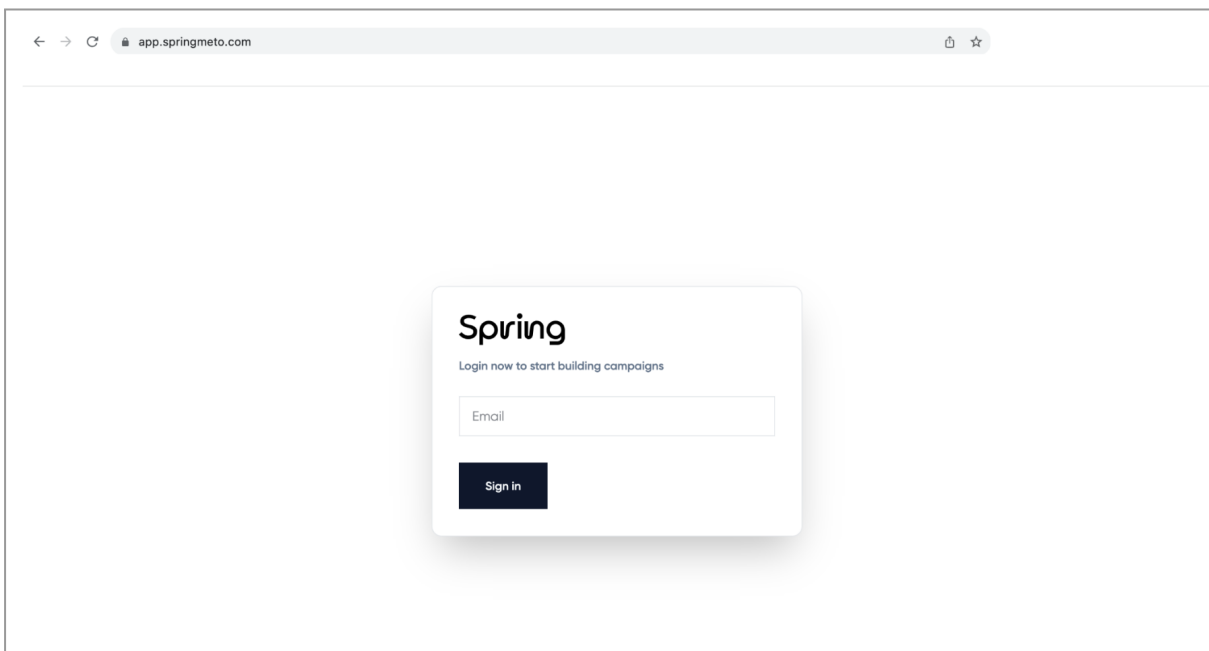 app.springmeto.com
Spring
Login now to start building campaigns
Email
Sign in